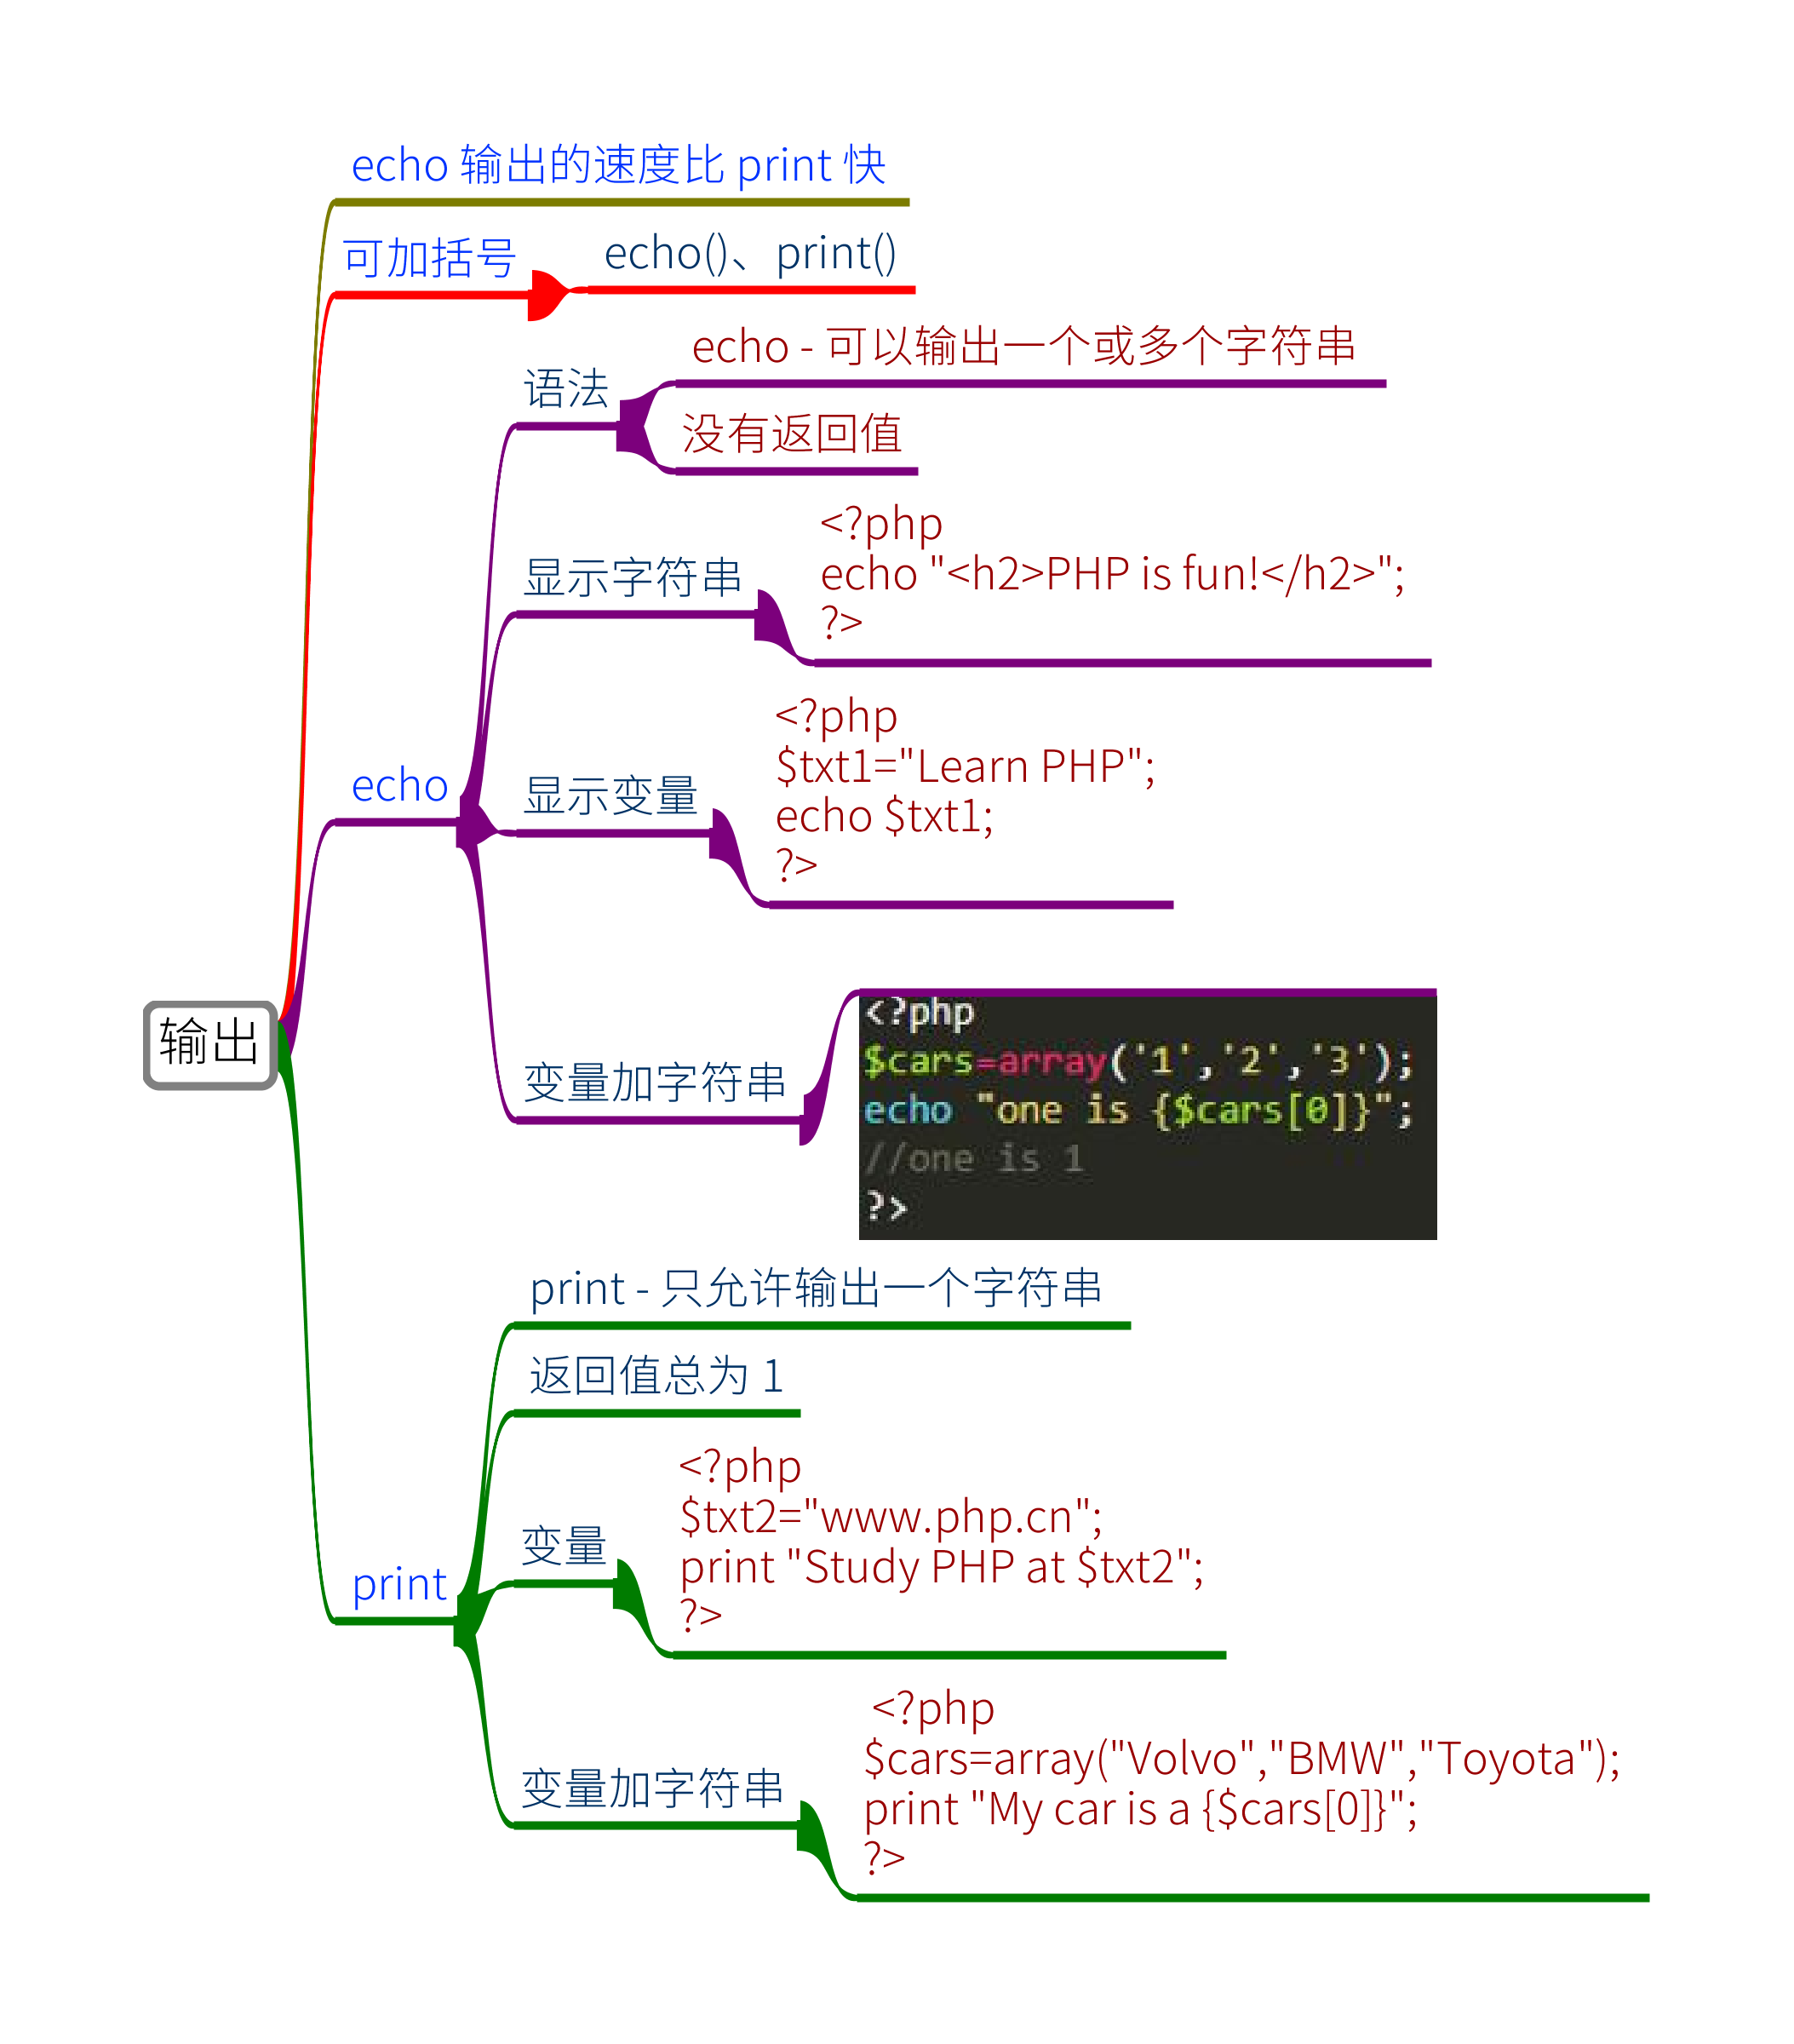 echo 输出的速度比 print 快
可加括号
echo()、print()
echo - 可以输出一个或多个字符串
语法
没有返回值
<?php
echo "<h2>PHP is fun!</h2>";
?>
显示字符串
<?php
$txt1="Learn PHP";
echo $txt1;
?>
显示变量
echo
<?php
$cars=array('1','2','3');
echo "one is {$cars[0]}";
//one is 1
?>
变量加字符串
输出
print - 只允许输出一个字符串
返回值总为 1
<?php
$txt2="www.php.cn";
print "Study PHP at $txt2";
?>
变量
print
<?php
$cars=array("Volvo","BMW","Toyota");
print "My car is a {$cars[0]}";
?>
变量加字符串